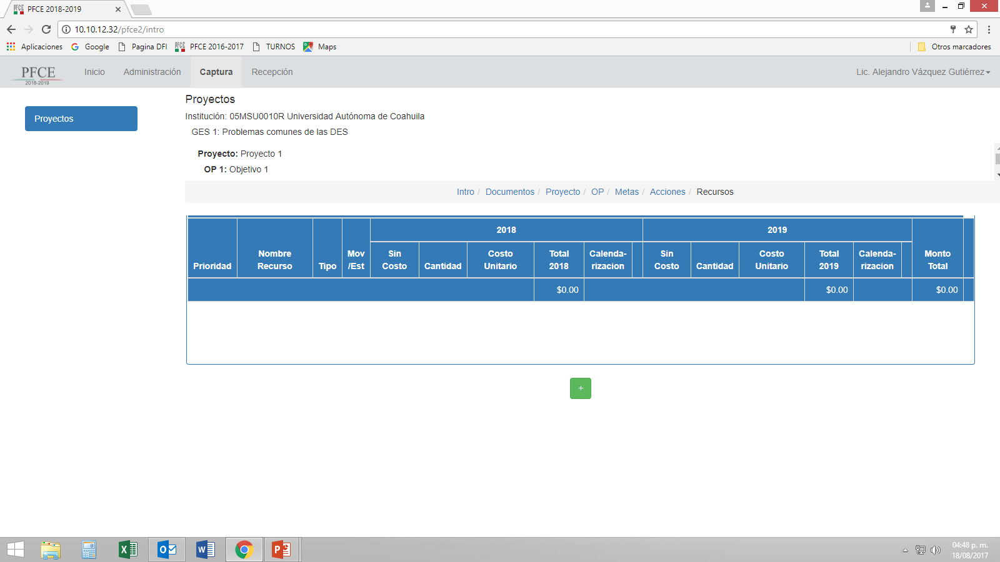 PFCE 2018-2019
10.10.12.32/pfce2/intro
Aplicaciones Google Pagina DFI PFCE 2016-2017 TURNOS Maps Otros marcadores
PFCE
2018-2019
Inicio Administración Captura Recepción Lic. Alejandro Vázquez Gutiérrez
Proyectos
Proyectos
Institución: 05MSU0010R Universidad Autónoma de Coahuila
GES 1: Problemas comunes de las DES
Proyecto: Proyecto 1
OP 1: Objetivo 1
Intro / Documentos / Proyecto / OP / Metas / Acciones / Recursos
2018 2019
Prioridad Nombre Recurso Tipo Mov /Est Sin Costo Cantidad Costo Unitario Total 2018 Calenda-rizacion Sin Costo Cantidad Costo Unitario Total 2019 Calenda-rizacion Monto Total
$0.00 $0.00 $0.00
+
04:48 p. m.
18/08/2017